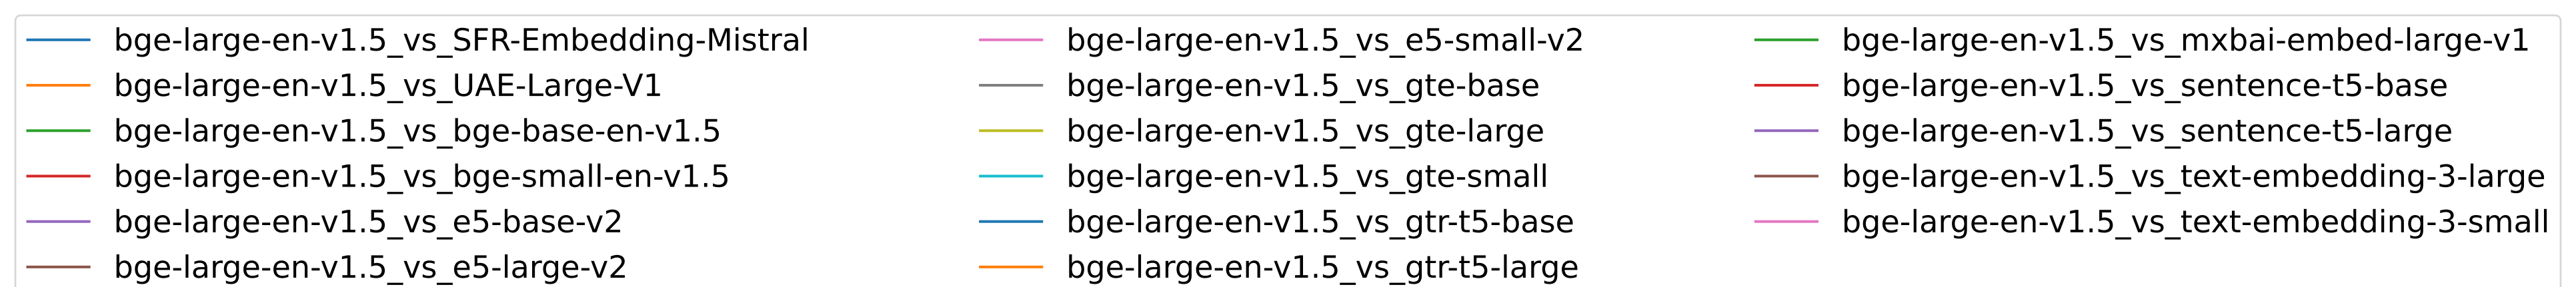 bge-large-en-v1.5_vs_SFR-Embedding-Mistral
bge-large-en-v1.5_vs_UAE-Large-V1
bge-large-en-v1.5_vs_bge-base-en-v1.5
bge-large-en-v1.5_vs_bge-small-en-v1.5
bge-large-en-v1.5_vs_e5-base-v2
bge-large-en-v1.5_vs_e5-large-v2
bge-large-en-v1.5_vs_e5-small-v2
bge-large-en-v1.5_vs_gte-base
bge-large-en-v1.5_vs_gte-large
bge-large-en-v1.5_vs_gte-small
bge-large-en-v1.5_vs_gtr-t5-base
bge-large-en-v1.5_vs_gtr-t5-large
bge-large-en-v1.5_vs_mxbai-embed-large-v1
bge-large-en-v1.5_vs_sentence-t5-base
bge-large-en-v1.5_vs_sentence-t5-large
bge-large-en-v1.5_vs_text-embedding-3-large
bge-large-en-v1.5_vs_text-embedding-3-small